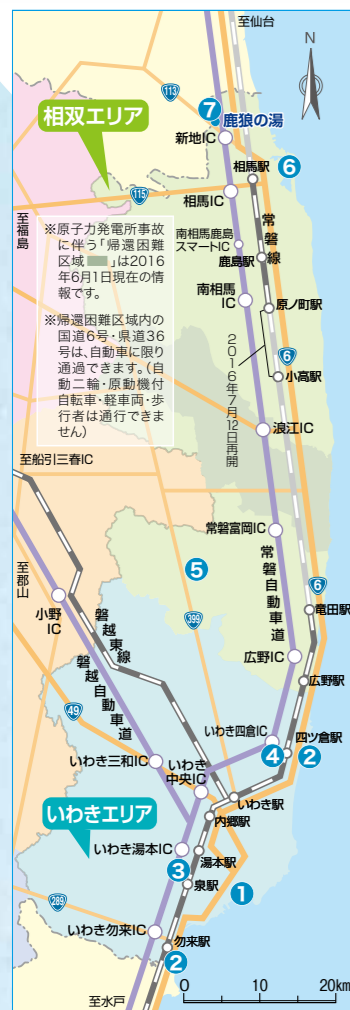 至仙台
N
113
7
鹿狼の湯
新地IC
相双エリア
相馬駅
6
115
相馬IC
至福島
※原子力発電所事故
に伴う「帰還困難
区域　」は2016
年6月1日現在の情
報です。
※帰還困難区域内の
国道6号・県道36
号は、自動車に限り
通過できます。(自
動二輪・原動機付
自転車・軽車両・歩
行者は通行できま
せん)
南相馬鹿島
スマートIC
鹿島駅
常磐線
南相馬
IC
原ノ町駅
6
2016年7月12日再開
小高駅
浪江IC
至船引三春IC
常磐富岡IC
常磐自動車道
5
至郡山
小野
IC
磐越東線
磐越自動車道
399
6
竜田駅
広野IC
広野駅
49
いわき四倉IC
四ツ倉駅
4
2
いわき三和IC
いわき
中央IC
いわき駅
いわきエリア
内郷駅
いわき湯本IC
湯本駅
3
泉駅
1
289
いわき勿来IC
勿来駅
2
至水戸
0 10 20km